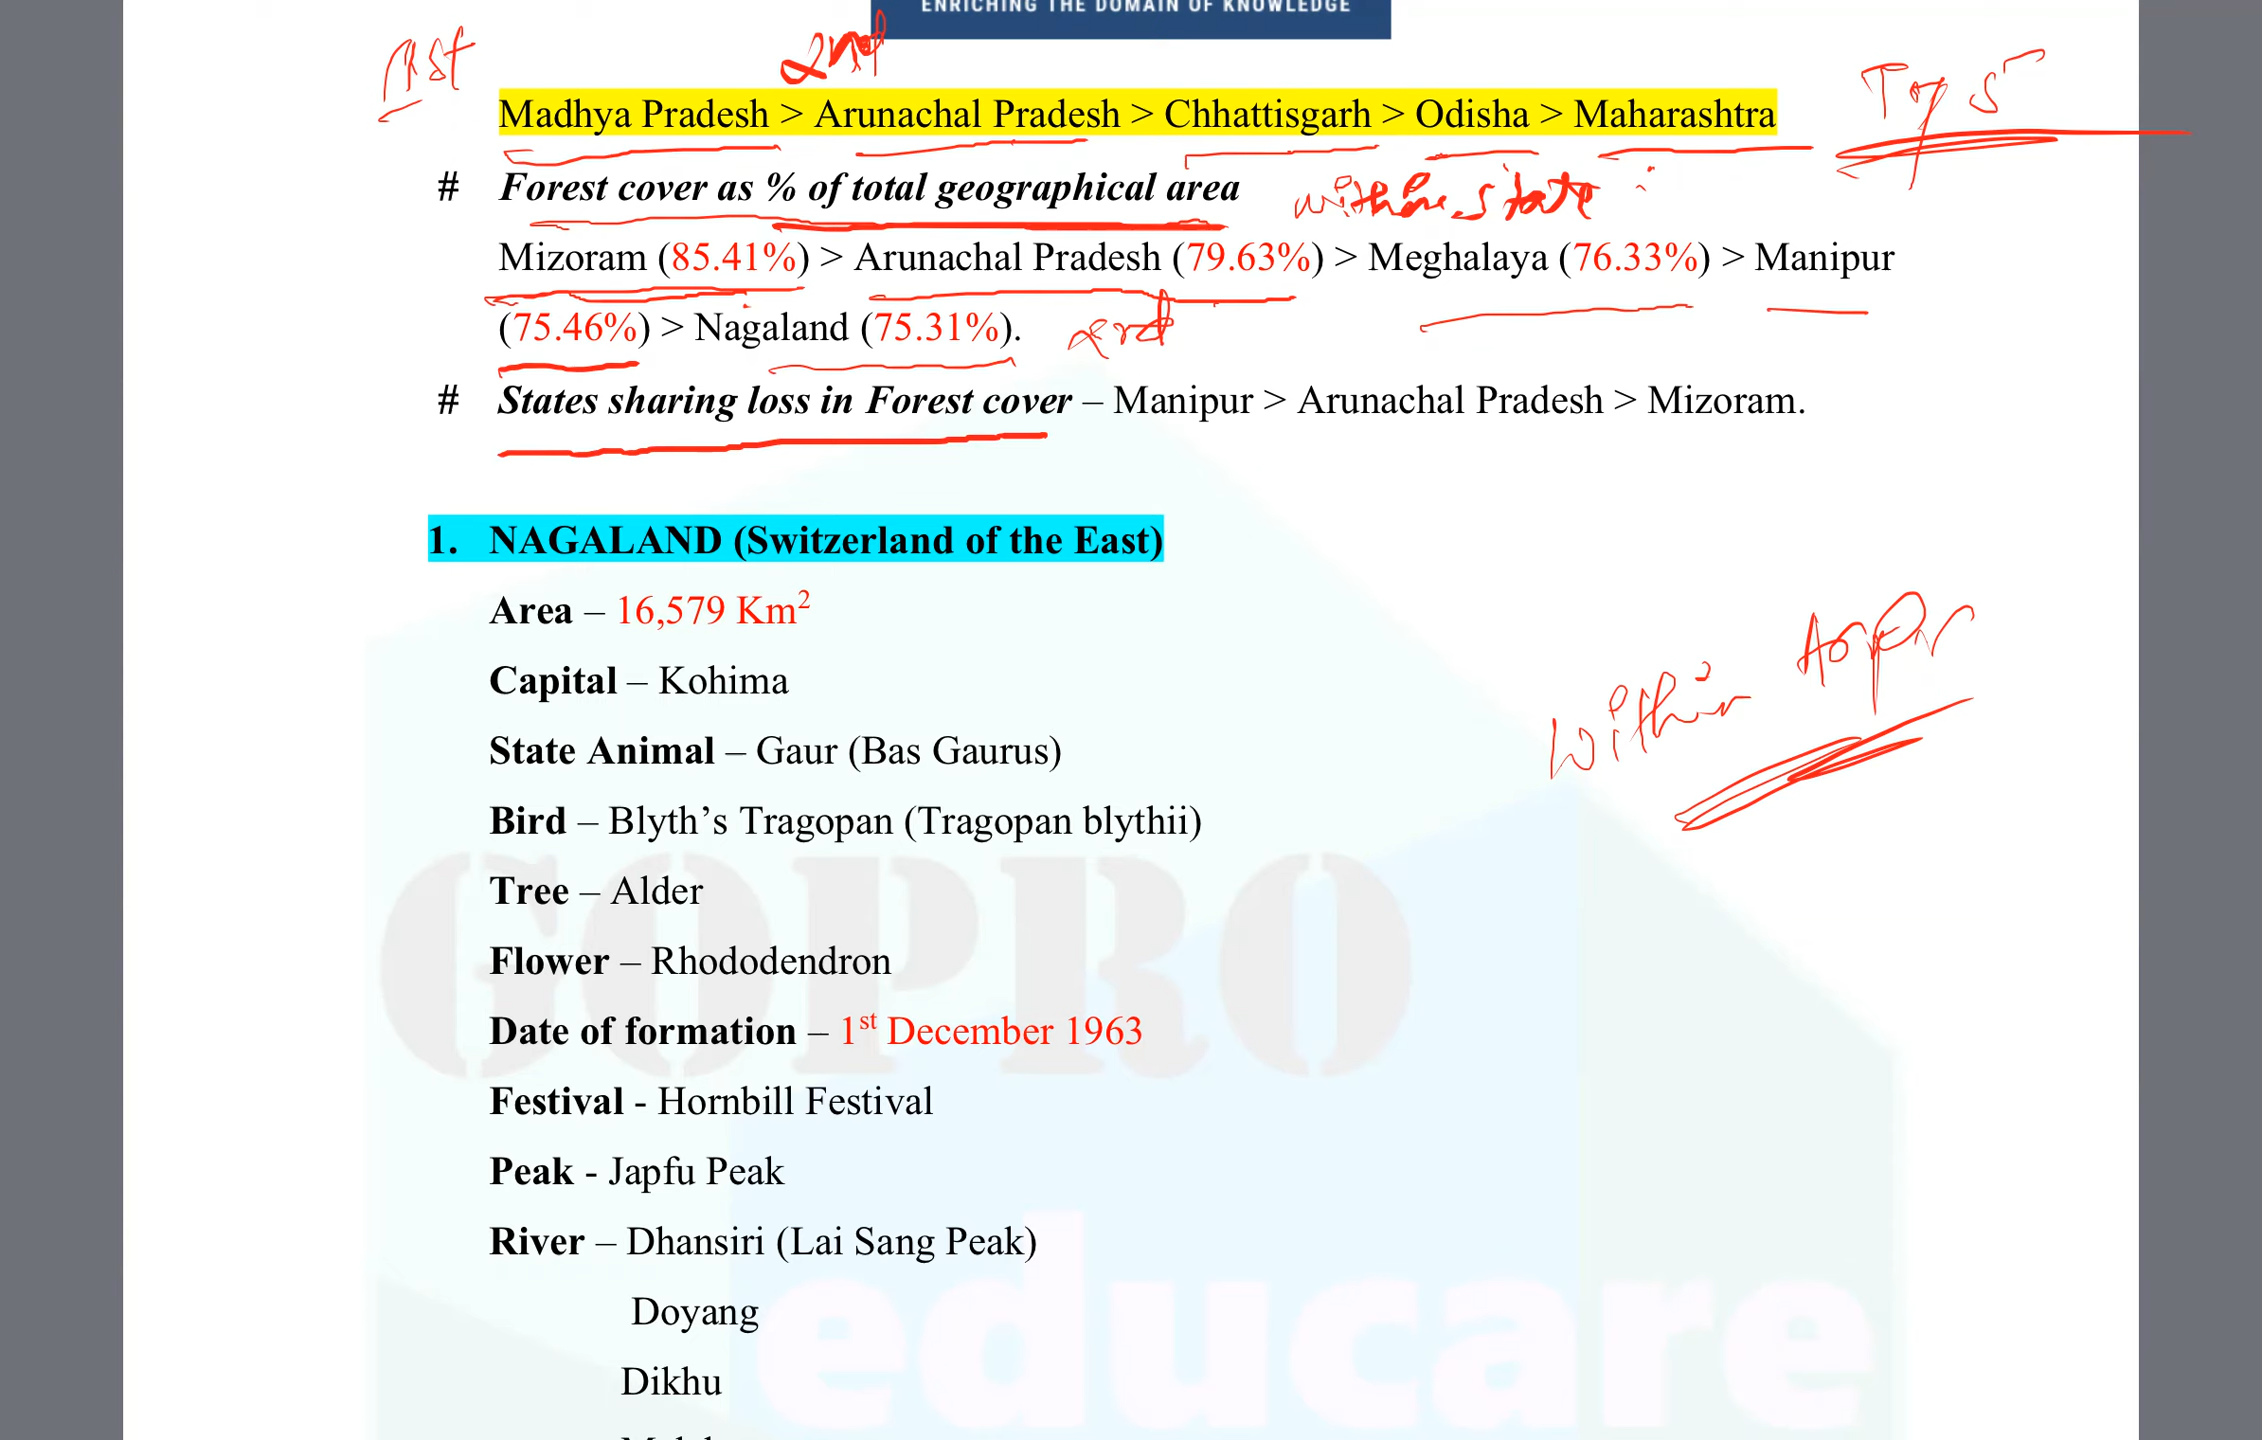 ENRICHING THE DOMAIN OF KNOWLEDGE
1st
2nd
Madhya Pradesh > Arunachal Pradesh > Chhattisgarh > Odisha > Maharashtra
Top 5
# Forest cover as % of total geographical area
state
Mizoram (85.41%) > Arunachal Pradesh (79.63%) > Meghalaya (76.33%) > Manipur
(75.46%) > Nagaland (75.31%).
# States sharing loss in Forest cover – Manipur > Arunachal Pradesh > Mizoram.
1. NAGALAND (Switzerland of the East)
Area – 16,579 Km²
Capital – Kohima
State Animal – Gaur (Bas Gaurus)
Within
Bird – Blyth’s Tragopan (Tragopan blythii)
Tree – Alder
Flower – Rhododendron
Date of formation – 1st December 1963
Festival - Hornbill Festival
Peak - Japfu Peak
River – Dhansiri (Lai Sang Peak)
Doyang
Dikhu
GOPRO
educare